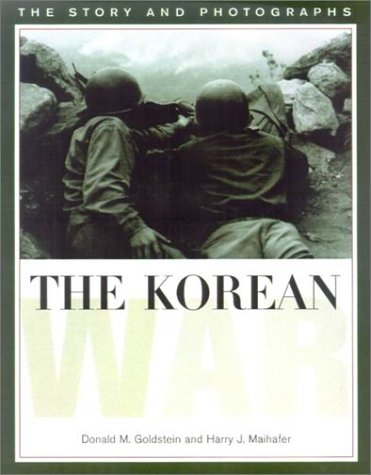 THE STORY AND PHOTOGRAPHS
THE KOREAN
WAR
Donald M. Goldstein and Harry J. Maihafer